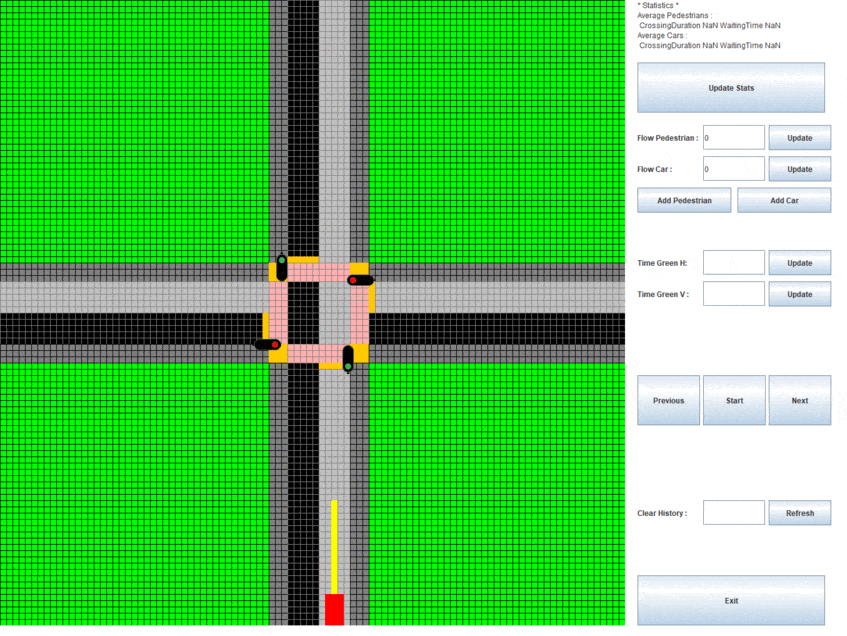 * Statistics *
Average Pedestrians :
CrossingDuration NaN WaitingTime NaN
Average Cars :
CrossingDuration NaN WaitingTime NaN
Update Stats
Flow Pedestrian : 0 Update
Flow Car : 0 Update
Add Pedestrian Add Car
Time Green H: Update
Time Green V : Update
Previous Start Next
Clear History : Refresh
Exit